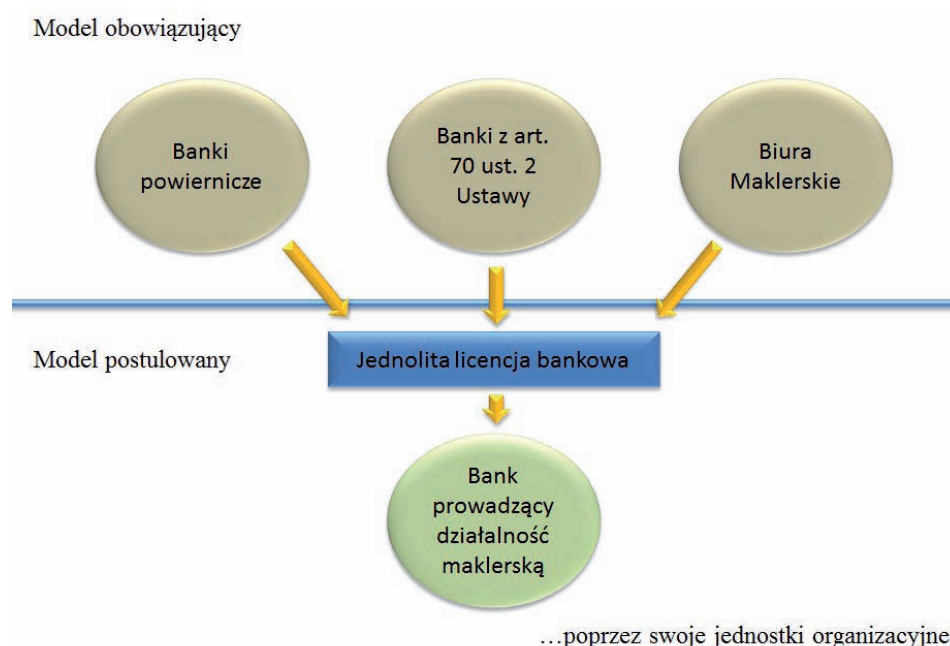 Model obowiązujący
Banki
powiernicze
Banki z art.
70 ust. 2
Ustawy
Biura
Maklerskie
Model postulowany
Jednolita licencja bankowa
Bank
prowadzący
działalność
maklerską
…poprzez swoje jednostki organizacyjne